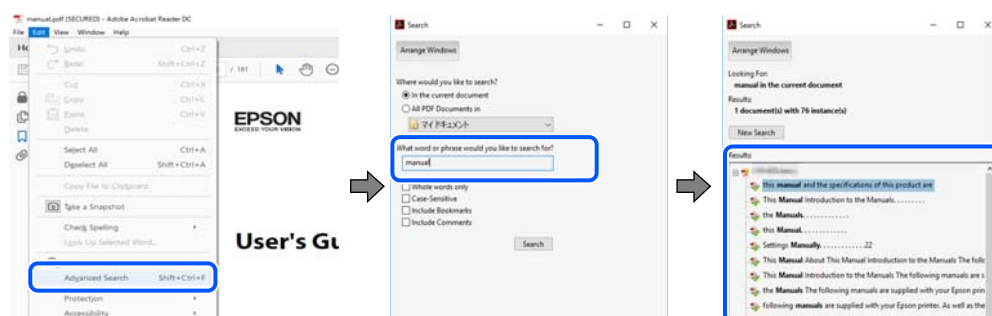 manual.pdf (SECURED) - Adobe Acrobat Reader DC
File Edit View Window Help
Undo Ctrl+Z
Redo Shift+Ctrl+Z
Cut Ctrl+X
Copy Ctrl+C
Paste Ctrl+V
Delete
Select All Ctrl+A
Deselect All Shift+Ctrl+A
Copy File to Clipboard
Take a Snapshot
Check Spelling
Look Up Selected Word...
Advanced Search Shift+Ctrl+F
Protection
Accessibility
/ 181
EPSON
EXCEED YOUR VISION
User's Gu
Search
Arrange Windows
Where would you like to search?
In the current document
All PDF Documents in
マイ ドキュメント
What word or phrase would you like to search for?
manual
Whole words only
Case-Sensitive
Include Bookmarks
Include Comments
Search
Search
Arrange Windows
Looking For:
manual in the current document
Results:
1 document(s) with 76 instance(s)
New Search
Results:
this manual and the specifications of this product are
This Manual Introduction to the Manuals. . . . . . . .
the Manuals. . . . . . . . . . . .
this Manual. . . . . . . . . . . .
Settings Manually. . . . . . . . . . . .22
This Manual About This Manual Introduction to the Manuals The follo
This Manual Introduction to the Manuals The following manuals are s
the Manuals The following manuals are supplied with your Epson prin
following manuals are supplied with your Epson printer. As well as the